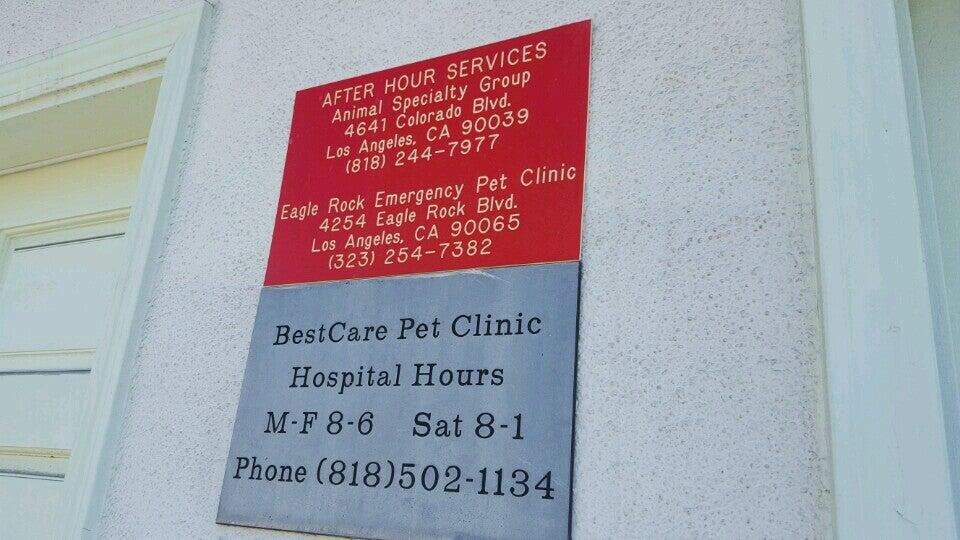 AFTER HOUR SERVICES
Animal Specialty Group
4641 Colorado Blvd.
Los Angeles, CA 90039
(818) 244-7977
Eagle Rock Emergency Pet Clinic
4254 Eagle Rock Blvd.
Los Angeles, CA 90065
(323) 254-7382
BestCare Pet Clinic
Hospital Hours
M-F 8-6 Sat 8-1
Phone (818)502-1134